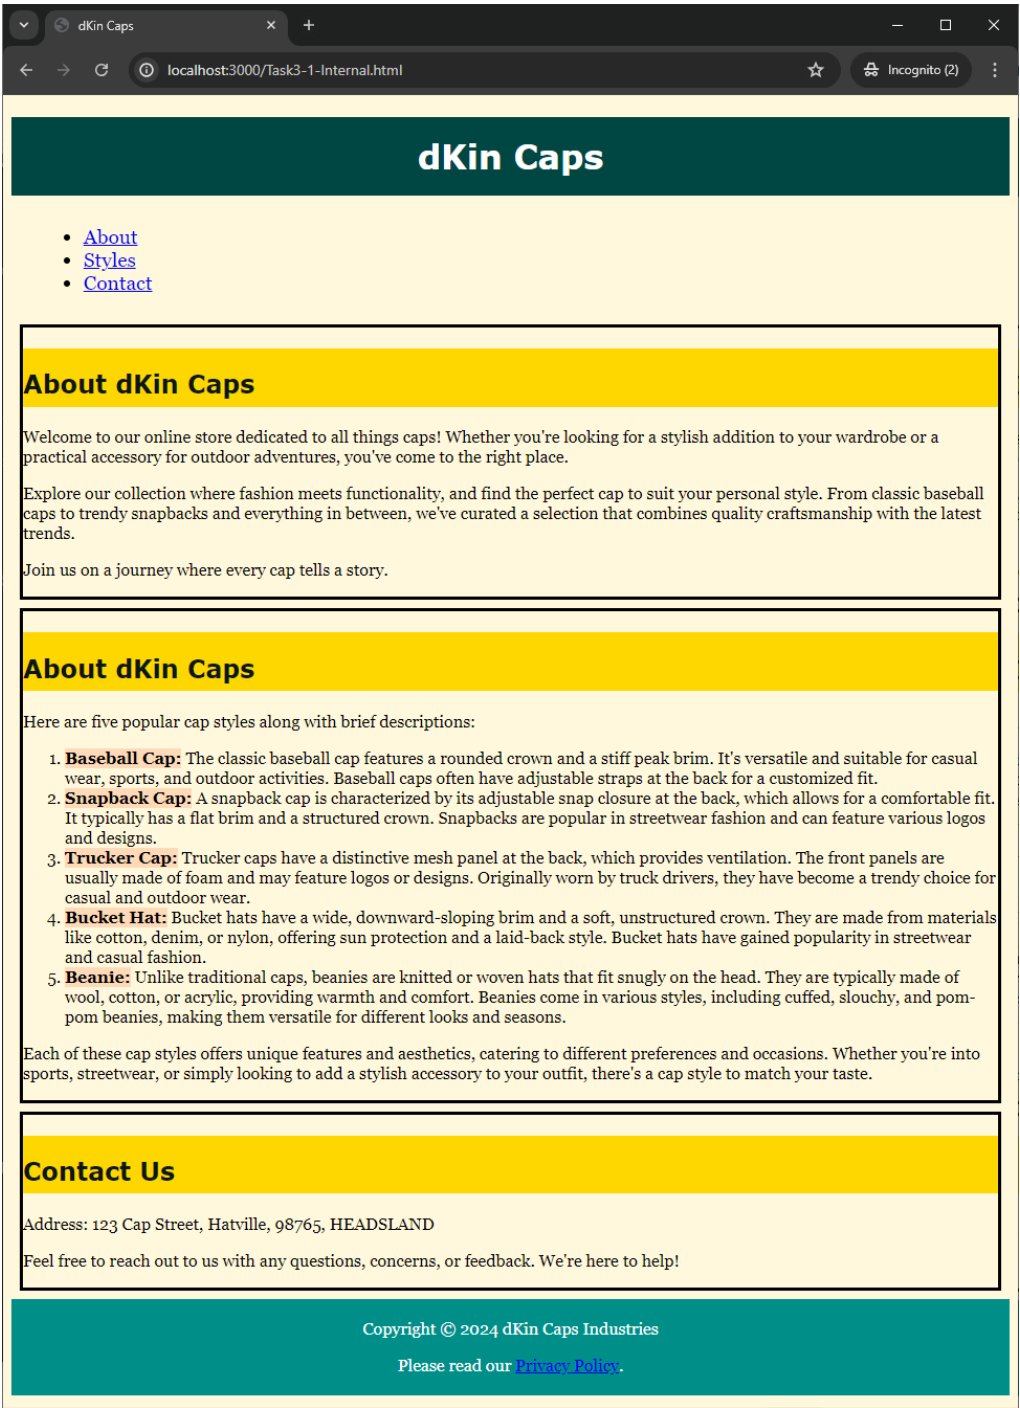 dKin Caps
localhost:3000/Task3-1-Internal.html
Incognito (2)
dKin Caps
About
Styles
Contact
About dKin Caps
Welcome to our online store dedicated to all things caps! Whether you're looking for a stylish addition to your wardrobe or a
practical accessory for outdoor adventures, you've come to the right place.
Explore our collection where fashion meets functionality, and find the perfect cap to suit your personal style. From classic baseball
caps to trendy snapbacks and everything in between, we've curated a selection that combines quality craftsmanship with the latest
trends.
Join us on a journey where every cap tells a story.
About dKin Caps
Here are five popular cap styles along with brief descriptions:
1. Baseball Cap: The classic baseball cap features a rounded crown and a stiff peak brim. It's versatile and suitable for casual
wear, sports, and outdoor activities. Baseball caps often have adjustable straps at the back for a customized fit.
2. Snapback Cap: A snapback cap is characterized by its adjustable snap closure at the back, which allows for a comfortable fit.
It typically has a flat brim and a structured crown. Snapbacks are popular in streetwear fashion and can feature various logos
and designs.
3. Trucker Cap: Trucker caps have a distinctive mesh panel at the back, which provides ventilation. The front panels are
usually made of foam and may feature logos or designs. Originally worn by truck drivers, they have become a trendy choice for
casual and outdoor wear.
4. Bucket Hat: Bucket hats have a wide, downward-sloping brim and a soft, unstructured crown. They are made from materials
like cotton, denim, or nylon, offering sun protection and a laid-back style. Bucket hats have gained popularity in streetwear
and casual fashion.
5. Beanie: Unlike traditional caps, beanies are knitted or woven hats that fit snugly on the head. They are typically made of
wool, cotton, or acrylic, providing warmth and comfort. Beanies come in various styles, including cuffed, slouchy, and pom-
pom beanies, making them versatile for different looks and seasons.
Each of these cap styles offers unique features and aesthetics, catering to different preferences and occasions. Whether you're into
sports, streetwear, or simply looking to add a stylish accessory to your outfit, there's a cap style to match your taste.
Contact Us
Address: 123 Cap Street, Hatville, 98765, HEADSLAND
Feel free to reach out to us with any questions, concerns, or feedback. We're here to help!
Copyright © 2024 dKin Caps Industries
Please read our Privacy Policy.